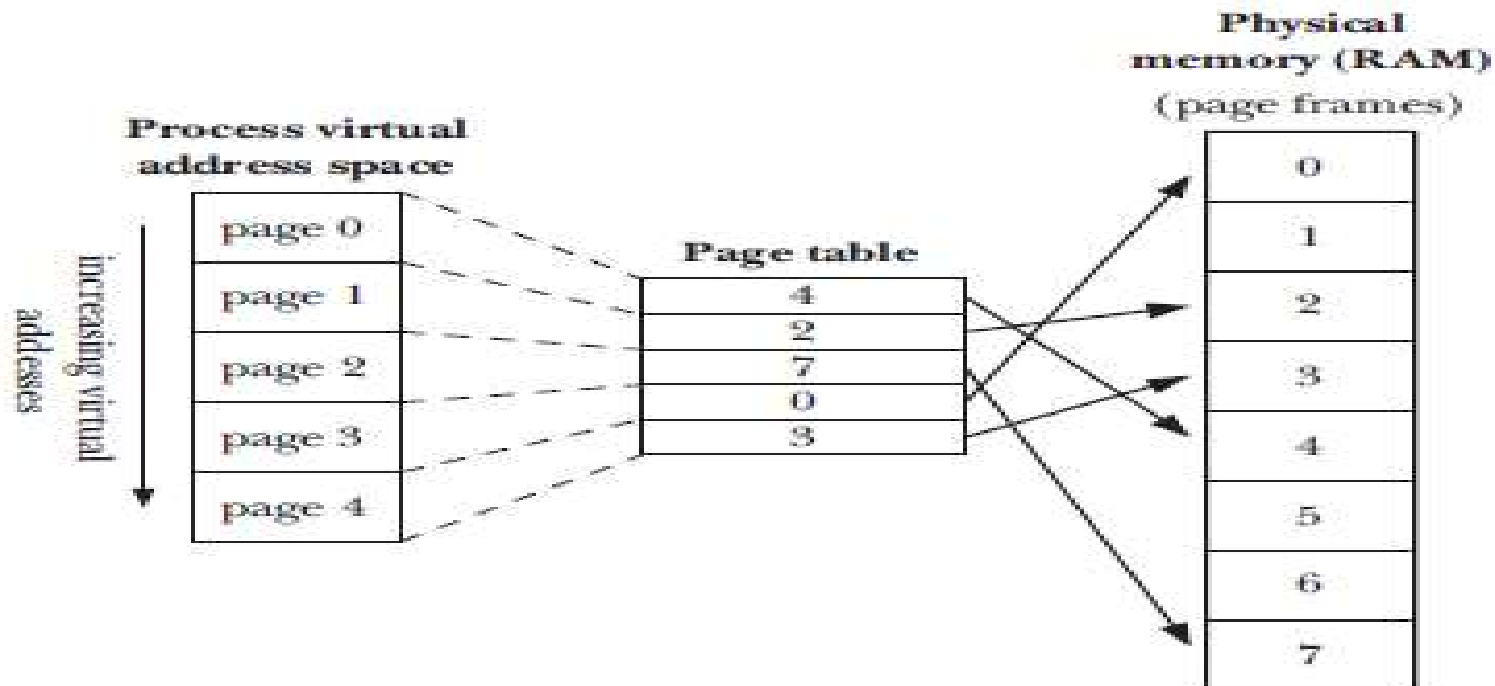 Physical
memory (RAM)
(page frames)
Process virtual
address space
increasing virtual
addesses
page 0
page 1
page 2
page 3
page 4
Page table
4
2
7
0
3
0
1
2
3
4
5
6
7